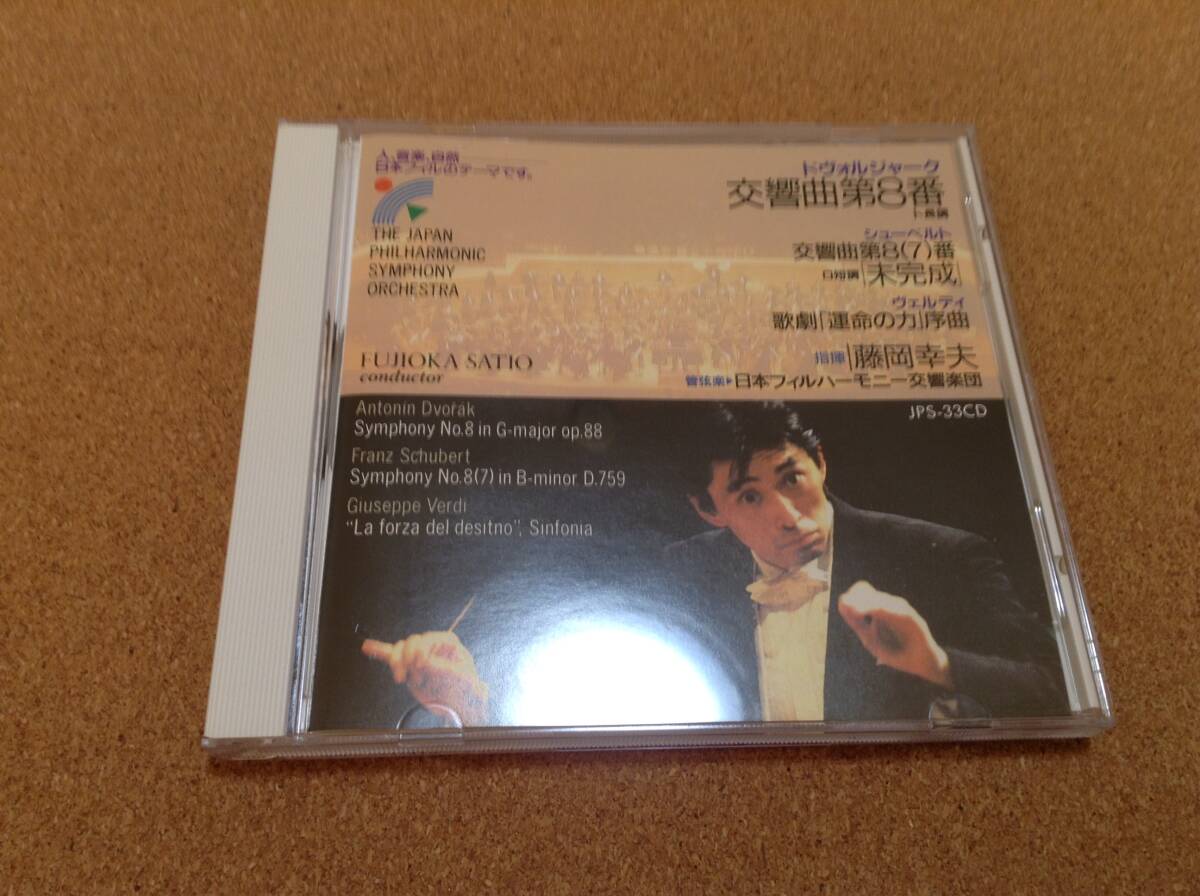 人、音楽、自然
日本フィルのテーマです。
THE JAPAN
PHILHARMONIC
SYMPHONY
ORCHESTRA
FUJIOKA SATIO
conductor
ドヴォルジャーク
交響曲第8番
ト長調
シューベルト
交響曲第8(7)番
ロ短調「未完成」
ヴェルディ
歌劇「運命の力」序曲
指揮 藤岡幸夫
管弦楽▶日本フィルハーモニー交響楽団
JPS-33CD
Antonin Dvořák
Symphony No.8 in G-major op.88
Franz Schubert
Symphony No.8(7) in B-minor D.759
Giuseppe Verdi
“La forza del desitno”, Sinfonia